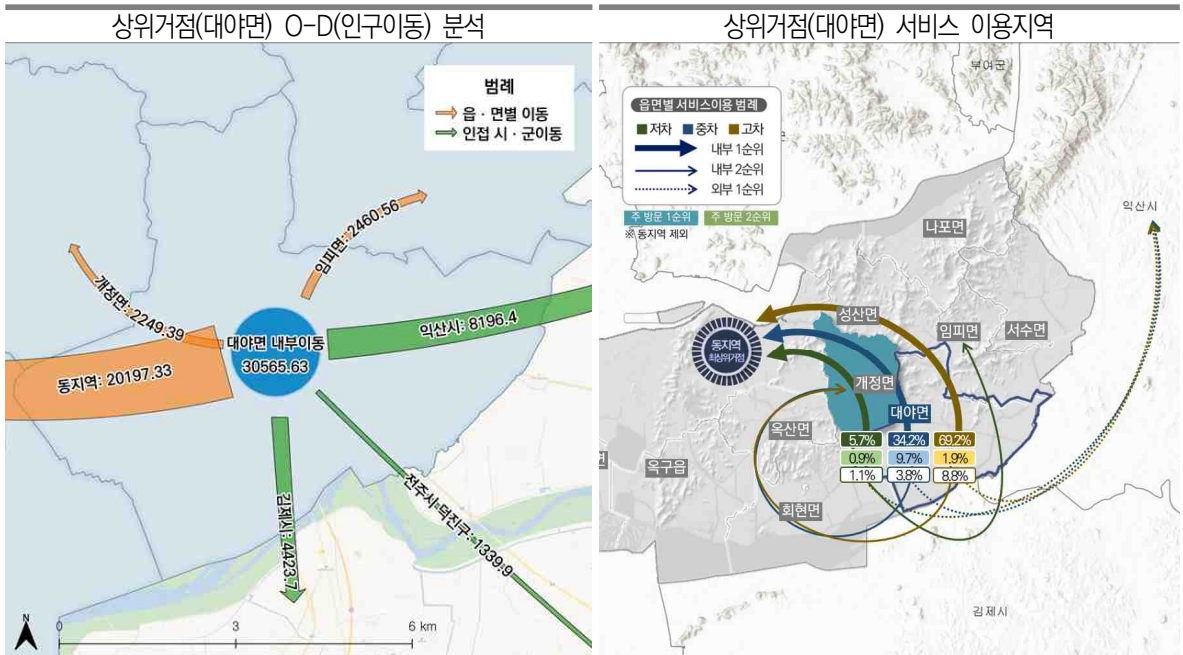 상위거점(대야면) O-D(인구이동) 분석
범례
읍·면별 이동
인접 시·군이동
임피면: 2460.56
개정면: 2249.39
익산시: 8196.4
대야면 내부이동
30565.63
동지역: 20197.33
전주시 덕진구: 1339.9
김제시: 4423.7
N
0 3 6 km
상위거점(대야면) 서비스 이용지역
부여군
읍면별 서비스이용 범례
저차 중차 고차
내부 1순위
내부 2순위
외부 1순위
주 방문 1순위 주 방문 2순위
※ 동지역 제외
익산시
나포면
성산면
임피면
서수면
동지역
최상위거점
개정면
대야면
옥산면
5.7% 34.2% 69.2%
0.9% 9.7% 1.9%
1.1% 3.8% 8.8%
면
옥구읍
회현면
김제시